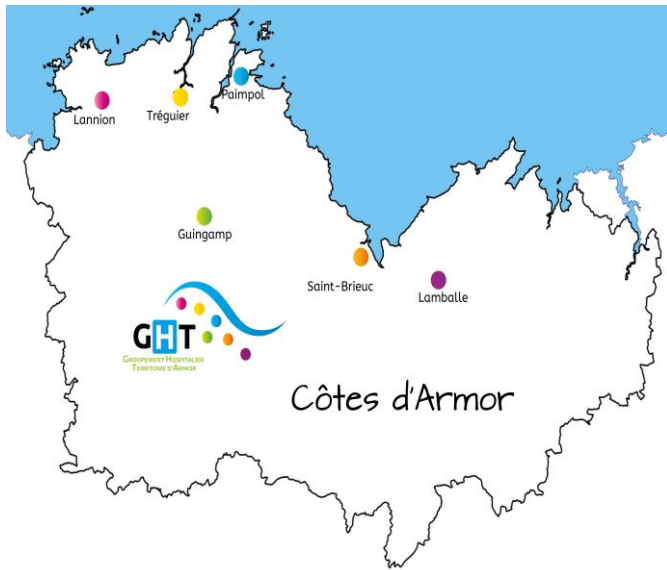 Paimpol
Lannion
Tréguier
Guingamp
Saint-Brieuc
Lamballe
GHT
Groupement Hospitalier
Territoire d'Armor
Côtes d'Armor